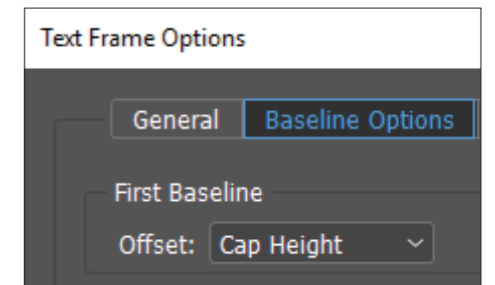 Text Frame Options
General Baseline Options
First Baseline
Offset: Cap Height